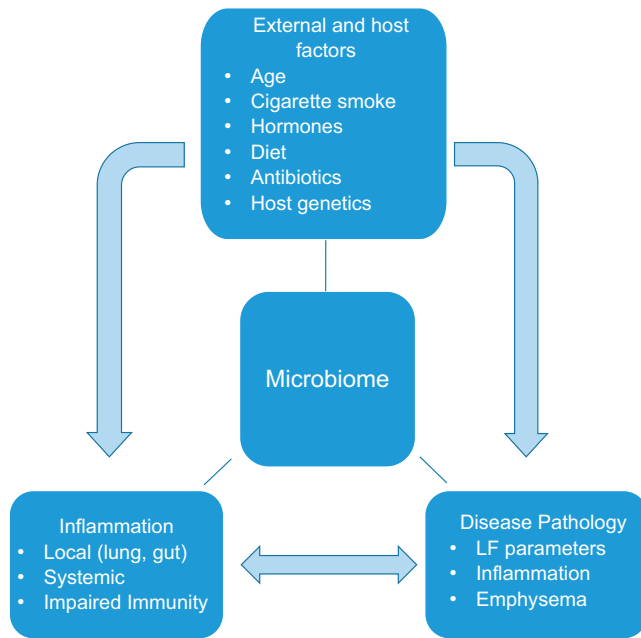 External and host
factors
• Age
• Cigarette smoke
• Hormones
• Diet
• Antibiotics
• Host genetics
Microbiome
Inflammation
• Local (lung, gut)
• Systemic
• Impaired Immunity
Disease Pathology
• LF parameters
• Inflammation
• Emphysema